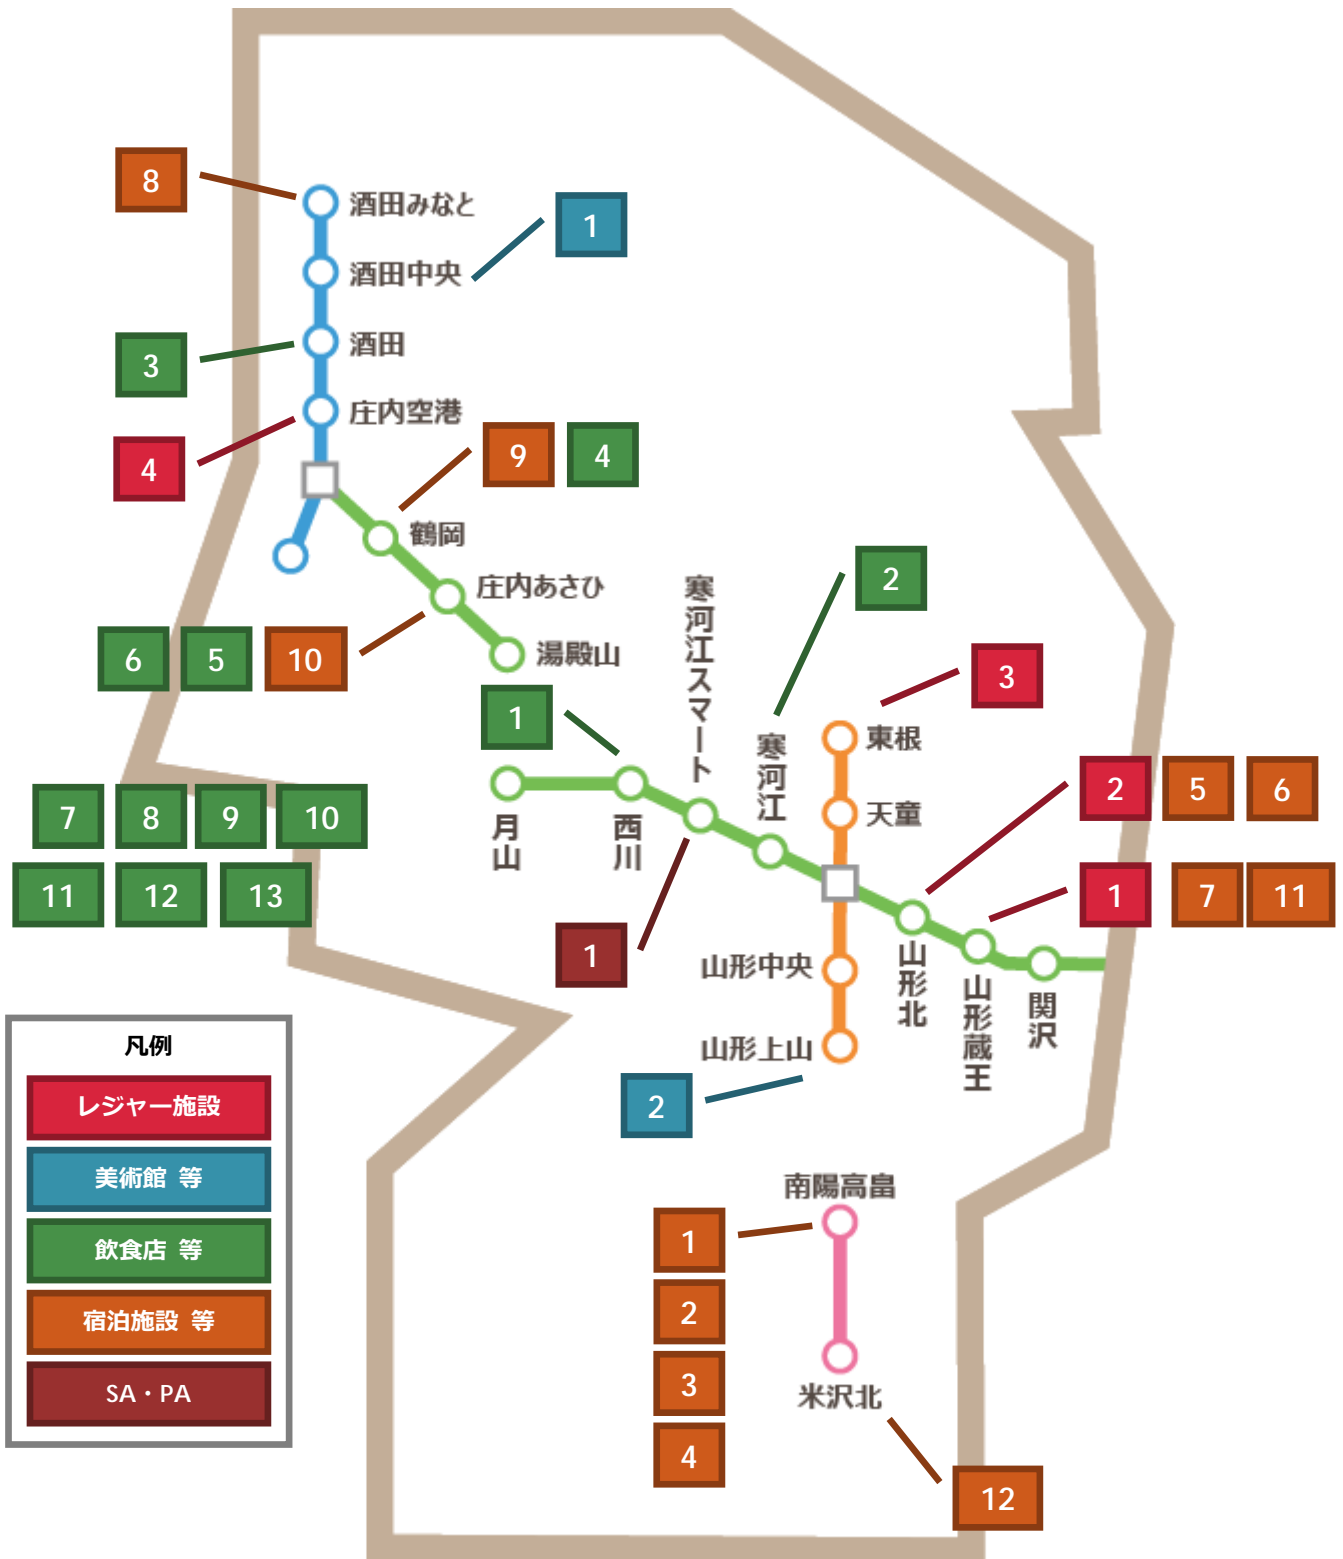 8
酒田みなと
1
酒田中央
3
酒田
庄内空港
4
9
4
鶴岡
庄内あさひ
6
5
10
湯殿山
寒河江スマート
2
3
1
寒河江
東根
天童
2
5
6
月山
西川
7
8
9
10
11
12
13
1
7
11
1
山形中央
山形北
山形蔵王
関沢
山形上山
2
南陽高畠
1
2
3
4
米沢北
12
凡例
レジャー施設
美術館 等
飲食店 等
宿泊施設 等
SA・PA